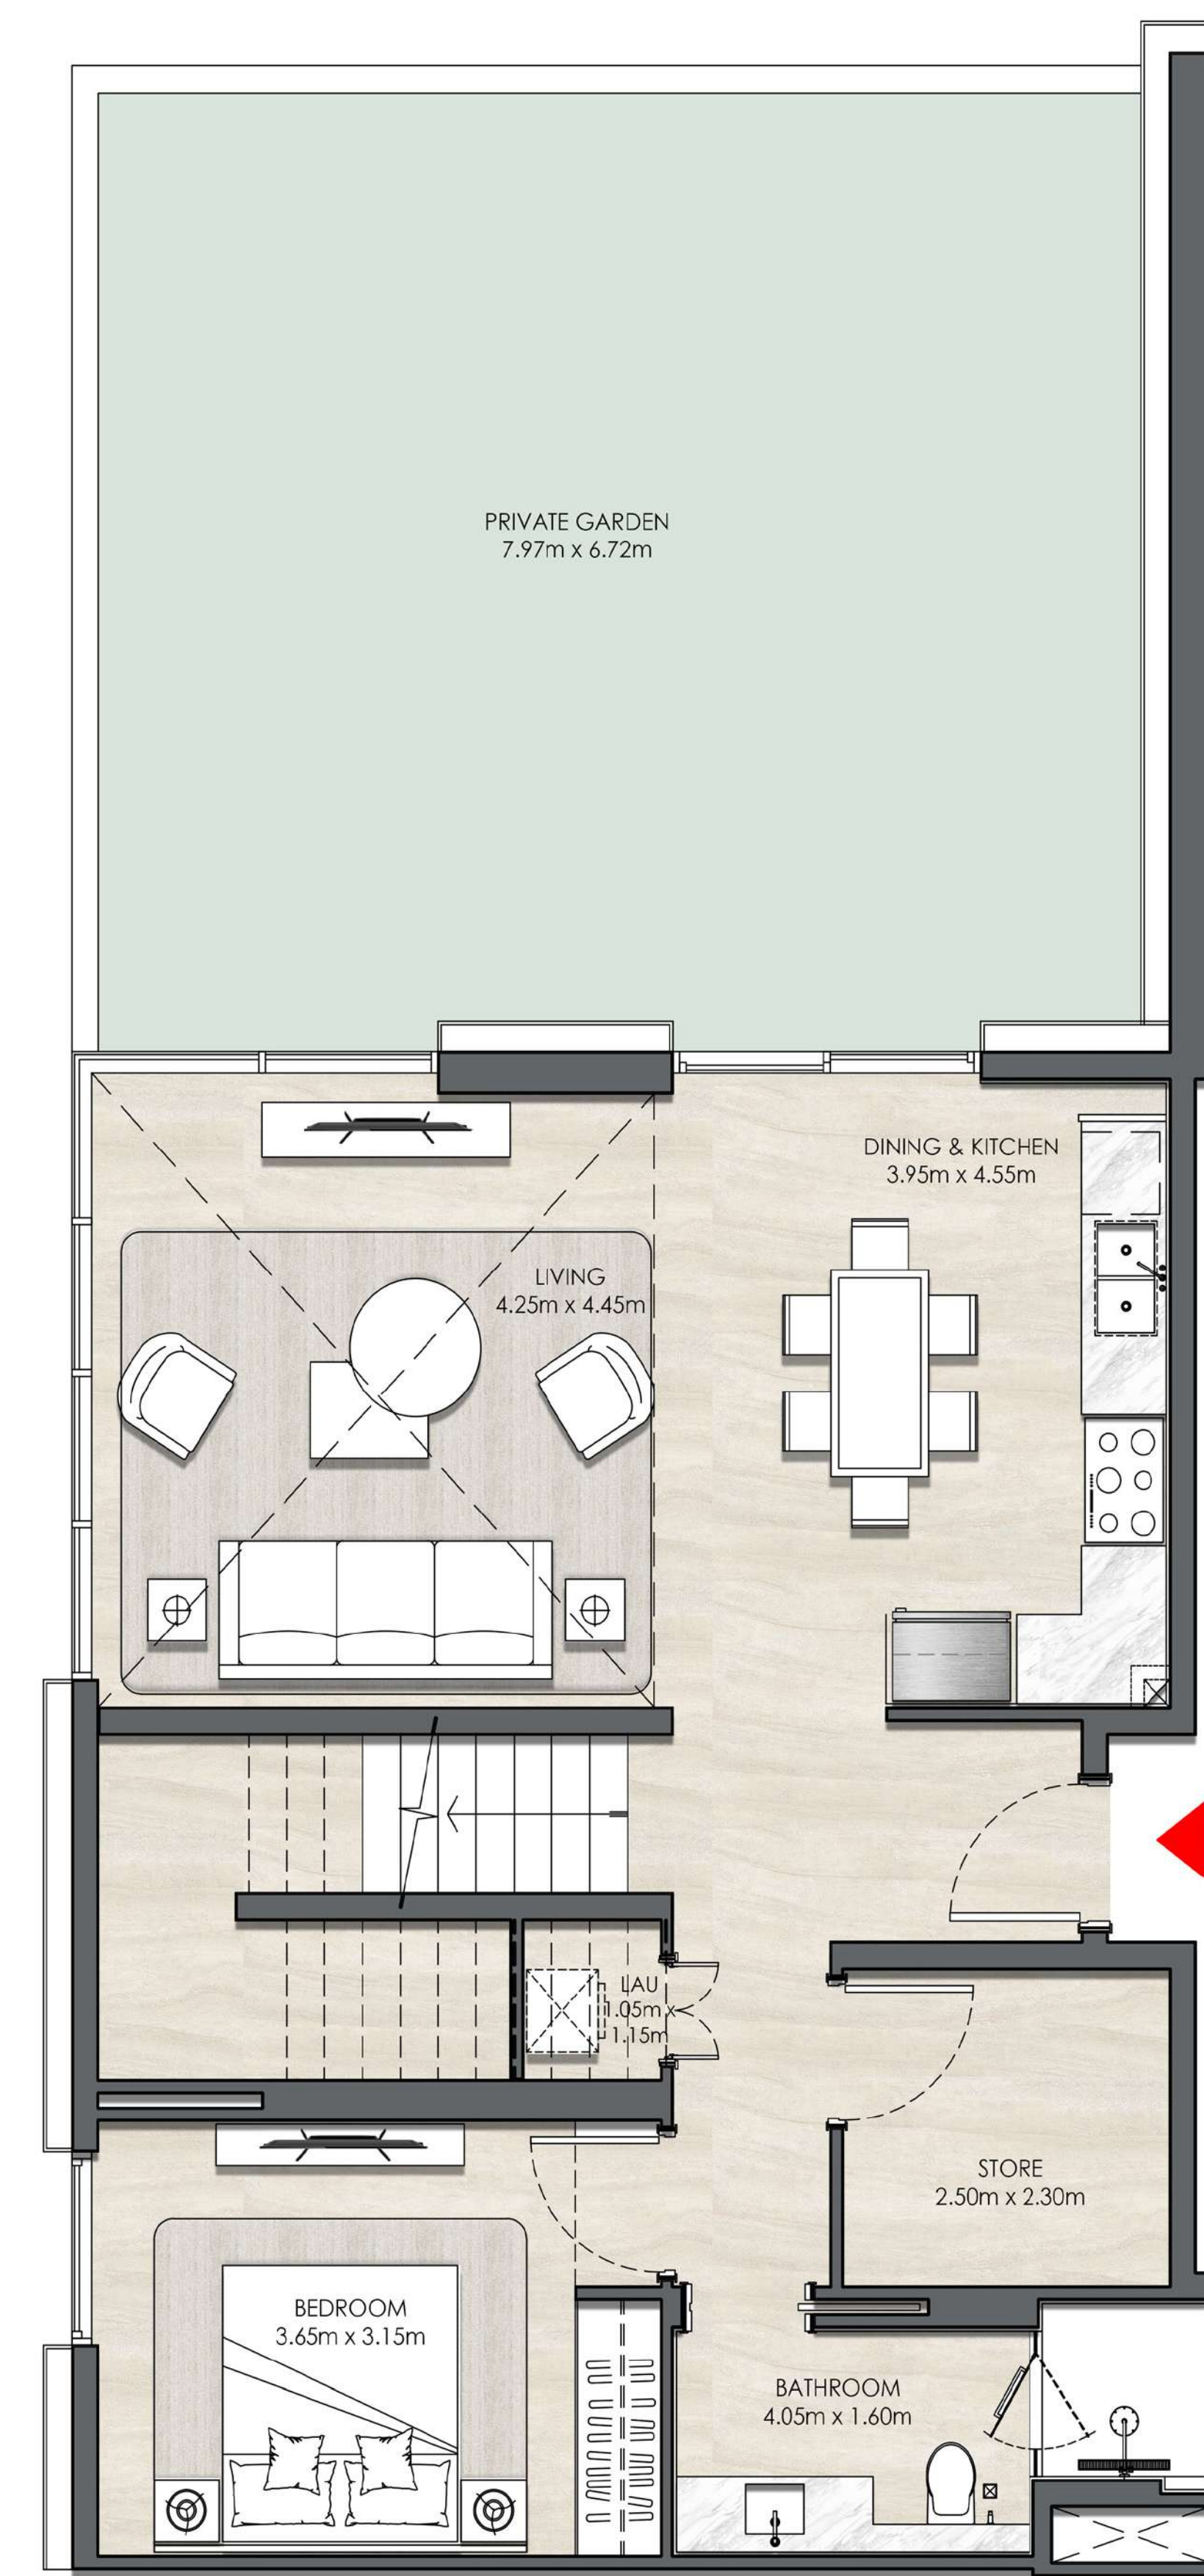 PRIVATE GARDEN
7.97m x 6.72m
DINING & KITCHEN
3.95m x 4.55m
LIVING
4.25m x 4.45m
LAU
1.05m x
1.15m
STORE
2.50m x 2.30m
BEDROOM
3.65m x 3.15m
BATHROOM
4.05m x 1.60m